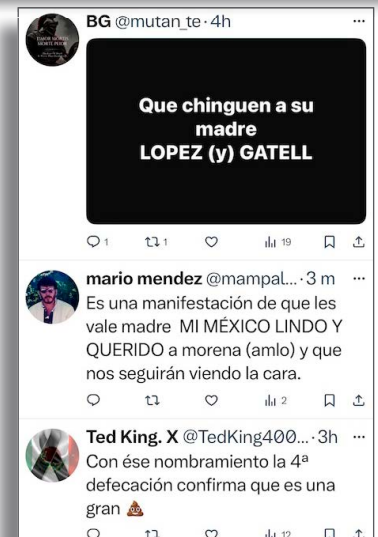 BG @mutan_te · 4h
Que chinguen a su
madre
LOPEZ (y) GATELL
1 1 19
mario mendez @mampal... · 3 m
Es una manifestación de que les
vale madre MI MÉXICO LINDO Y
QUERIDO a morena (amlo) y que
nos seguirán viendo la cara.
2
Ted King. X @TedKing400... · 3h
Con ése nombramiento la 4ª
defecación confirma que es una
gran 💩
12